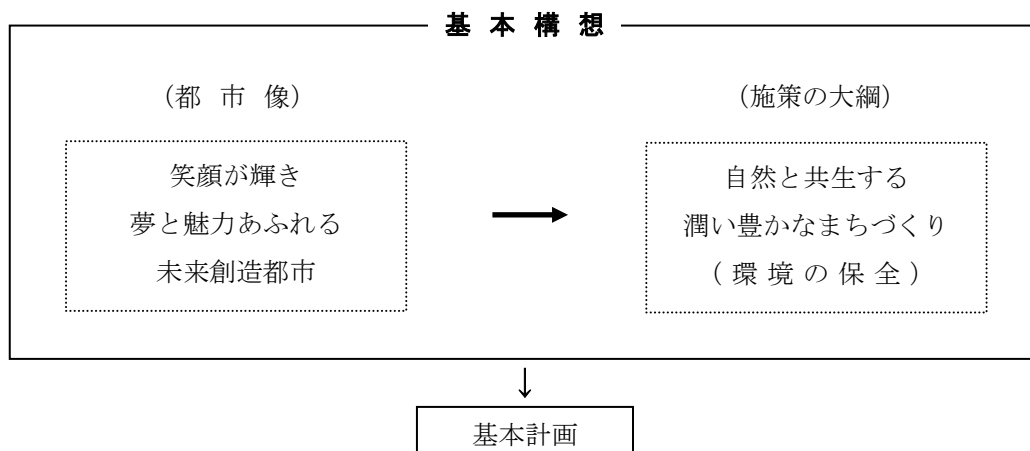 基本構想
（都市像）
笑顔が輝き
夢と魅力あふれる
未来創造都市
（施策の大綱）
自然と共生する
潤い豊かなまちづくり
（環境の保全）
基本計画